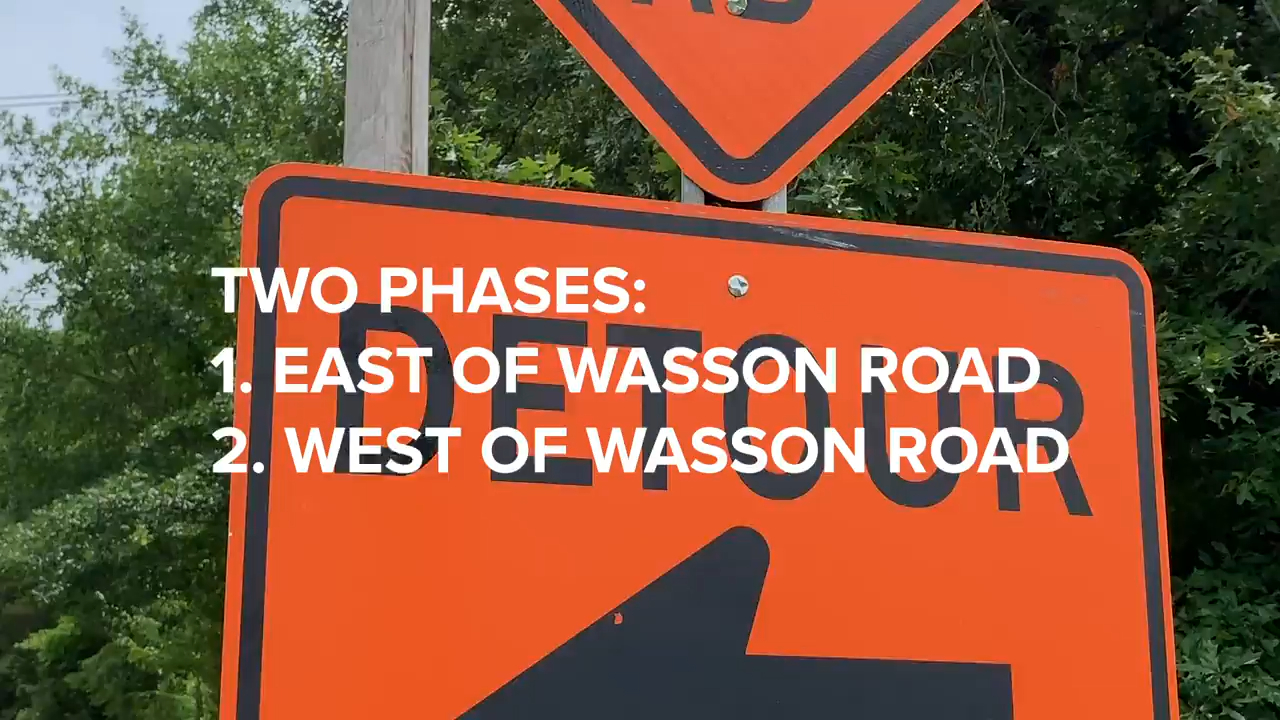 TWO PHASES:
1. EAST OF WASSON ROAD
2. WEST OF WASSON ROAD
DETOUR